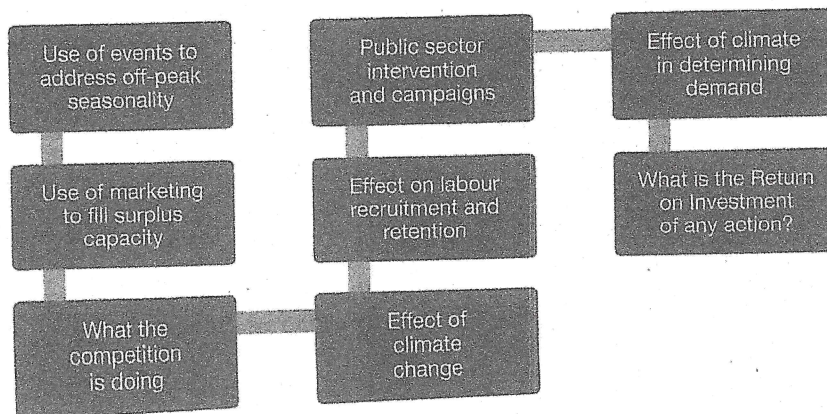 Use of events to
address off-peak
seasonality
Use of marketing
to fill surplus
capacity
What the
competition
is doing
Effect of
climate
change
Effect on labour
recruitment and
retention
Public sector
intervention
and campaigns
Effect of climate
in determining
demand
What is the Return
on Investment
of any action?